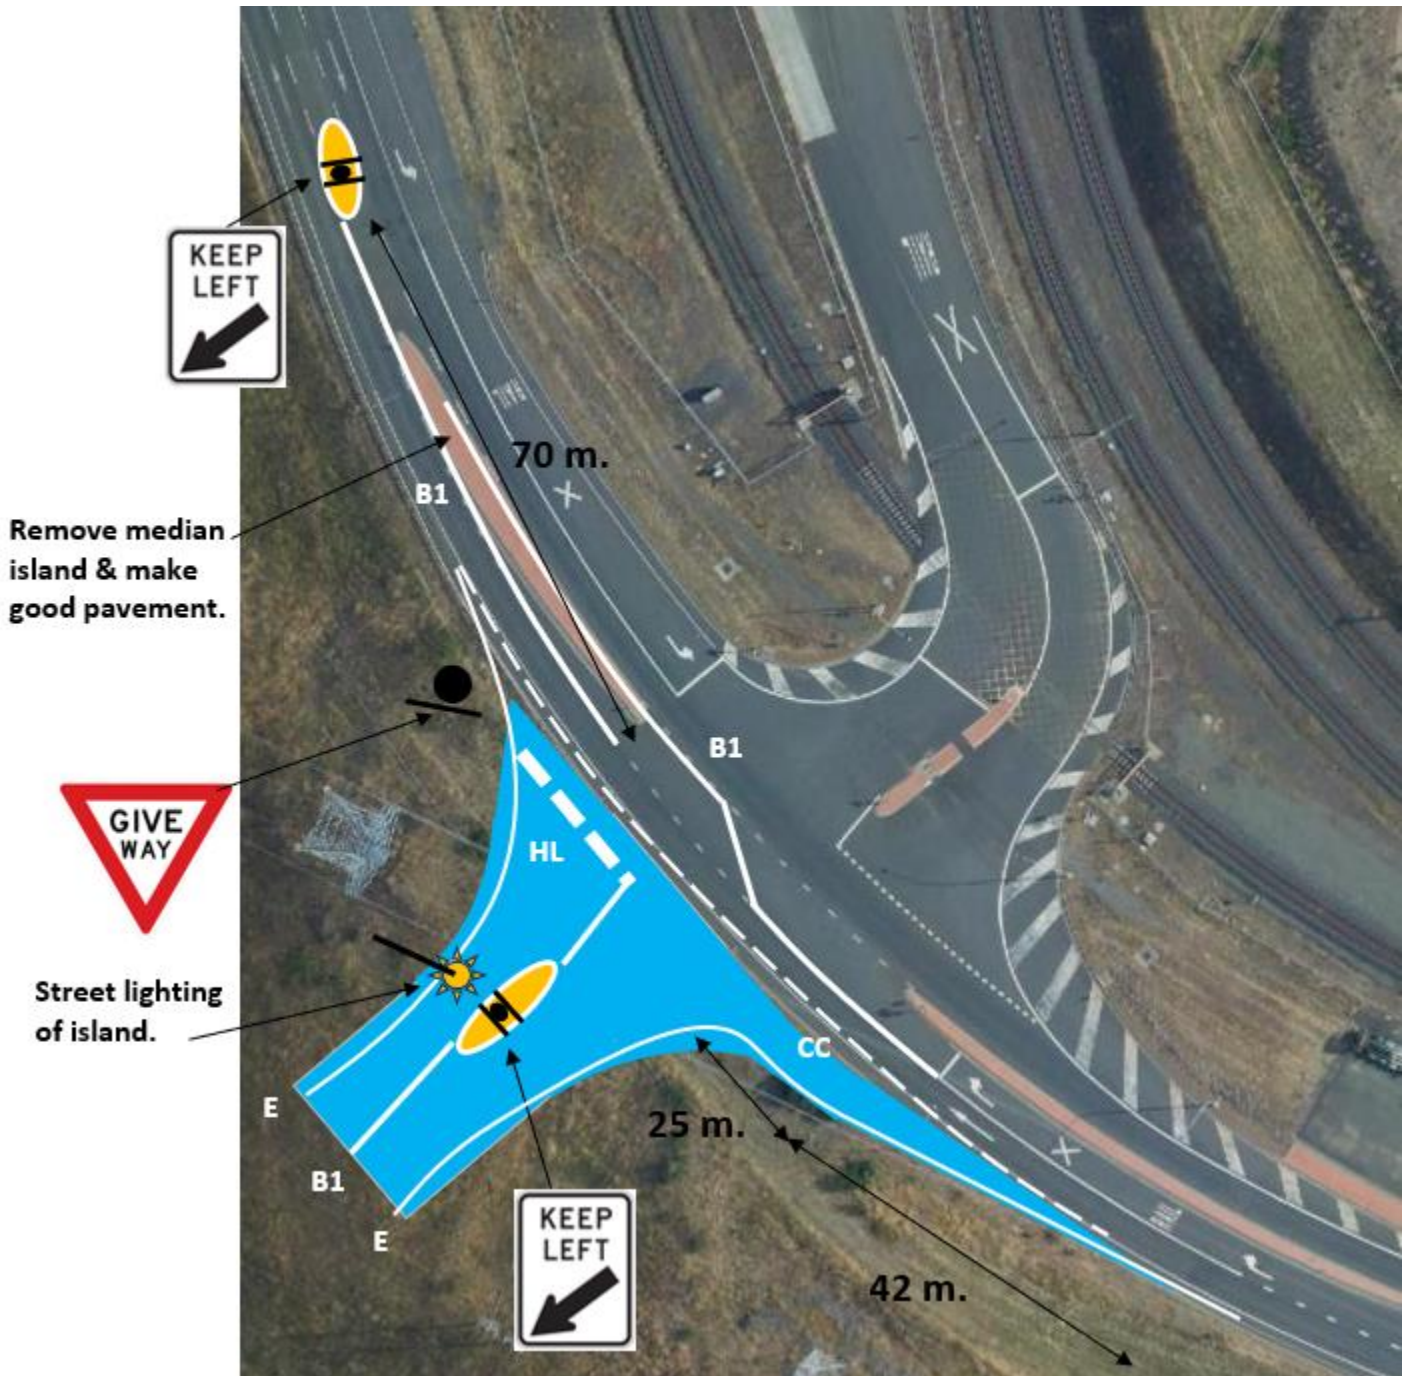 KEEP
LEFT
70 m.
B1
Remove median
island & make
good pavement.
B1
GIVE
WAY
HL
Street lighting
of island.
CC
E
25 m.
B1
KEEP
LEFT
E
42 m.